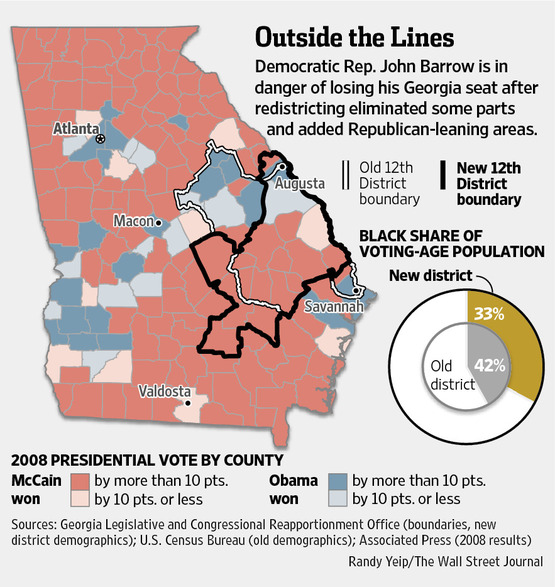 Outside the Lines
Democratic Rep. John Barrow is in
danger of losing his Georgia seat after
redistricting eliminated some parts
and added Republican-leaning areas.
Old 12th
District
boundary
New 12th
District
boundary
Atlanta
Augusta
Macon
Savannah
Valdosta
BLACK SHARE OF
VOTING-AGE POPULATION
New district
33%
Old
district
42%
2008 PRESIDENTIAL VOTE BY COUNTY
McCain
won
by more than 10 pts.
by 10 pts. or less
Obama
won
by more than 10 pts.
by 10 pts. or less
Sources: Georgia Legislative and Congressional Reapportionment Office (boundaries, new
district demographics); U.S. Census Bureau (old demographics); Associated Press (2008 results)
Randy Yeip/The Wall Street Journal